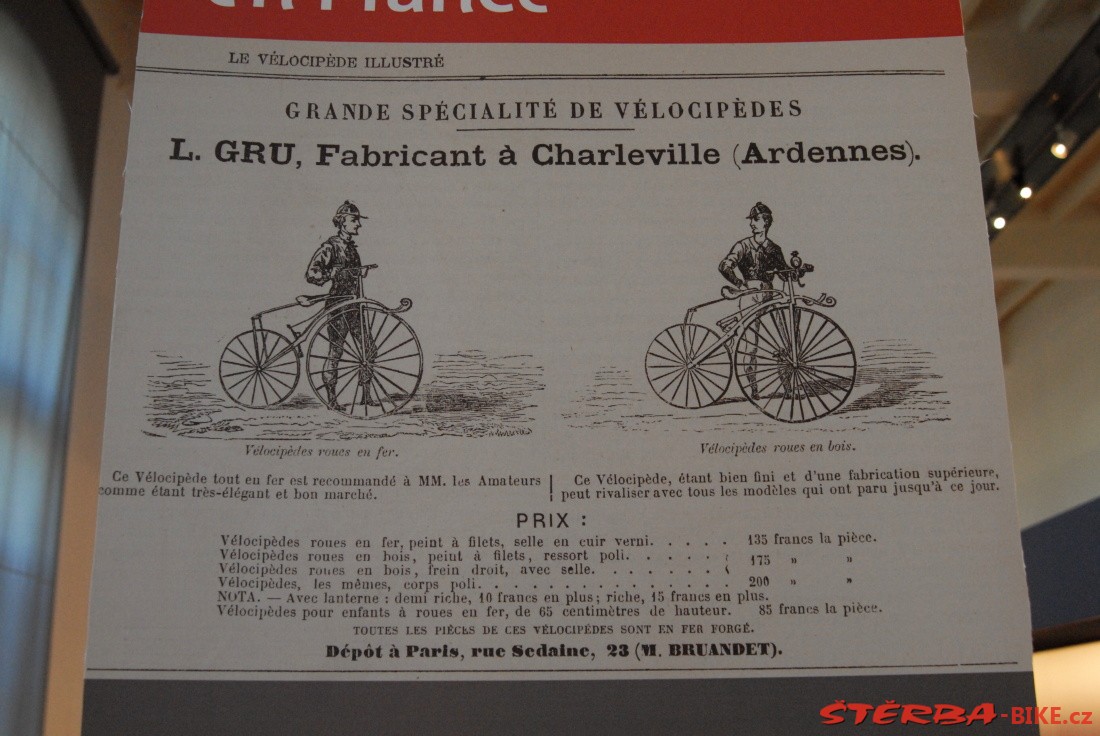 en France
LE VÉLOCIPÈDE ILLUSTRÉ
GRANDE SPÉCIALITÉ DE VÉLOCIPÈDES
L. GRU, Fabricant à Charleville (Ardennes).
Vélocipèdes roues en fer.
Vélocipèdes roues en bois.
Ce Vélocipède tout en fer est recommandé à MM. les Amateurs
comme étant très-élégant et bon marché.
Ce Vélocipède, étant bien fini et d'une fabrication supérieure,
peut rivaliser avec tous les modèles qui ont paru jusqu'à ce jour.
PRIX :
Vélocipèdes roues en fer, peint à filets, selle en cuir verni. . . . . . 135 francs la pièce.
Vélocipèdes roues en bois, peint à filets, ressort poli. . . . . .
Vélocipèdes roues en bois, frein droit, avec selle. . . . . . . . 175 » »
Vélocipèdes, les mêmes, corps poli. . . . . . . . . . . . . . . 200 » »
NOTA. — Avec lanterne : demi riche, 10 francs en plus; riche, 15 francs en plus.
Vélocipèdes pour enfants à roues en fer, de 65 centimètres de hauteur. 85 francs la pièce.
TOUTES LES PIÈCES DE CES VÉLOCIPÈDES SONT EN FER FORGÉ.
Dépôt à Paris, rue Sedaine, 23 (M. BRUANDET).
ŠTĚRBA-BIKE.cz